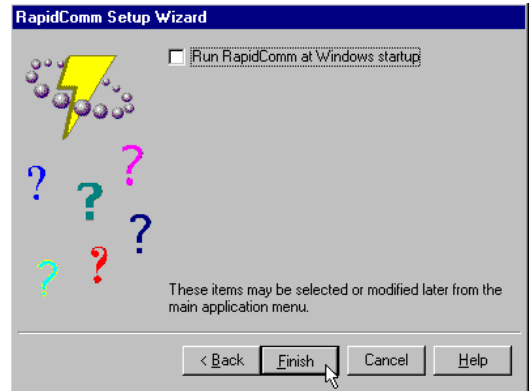 RapidComm Setup Wizard
Run RapidComm at Windows startup
? ? ? ? ? ?
These items may be selected or modified later from the
main application menu.
< Back Finish Cancel Help